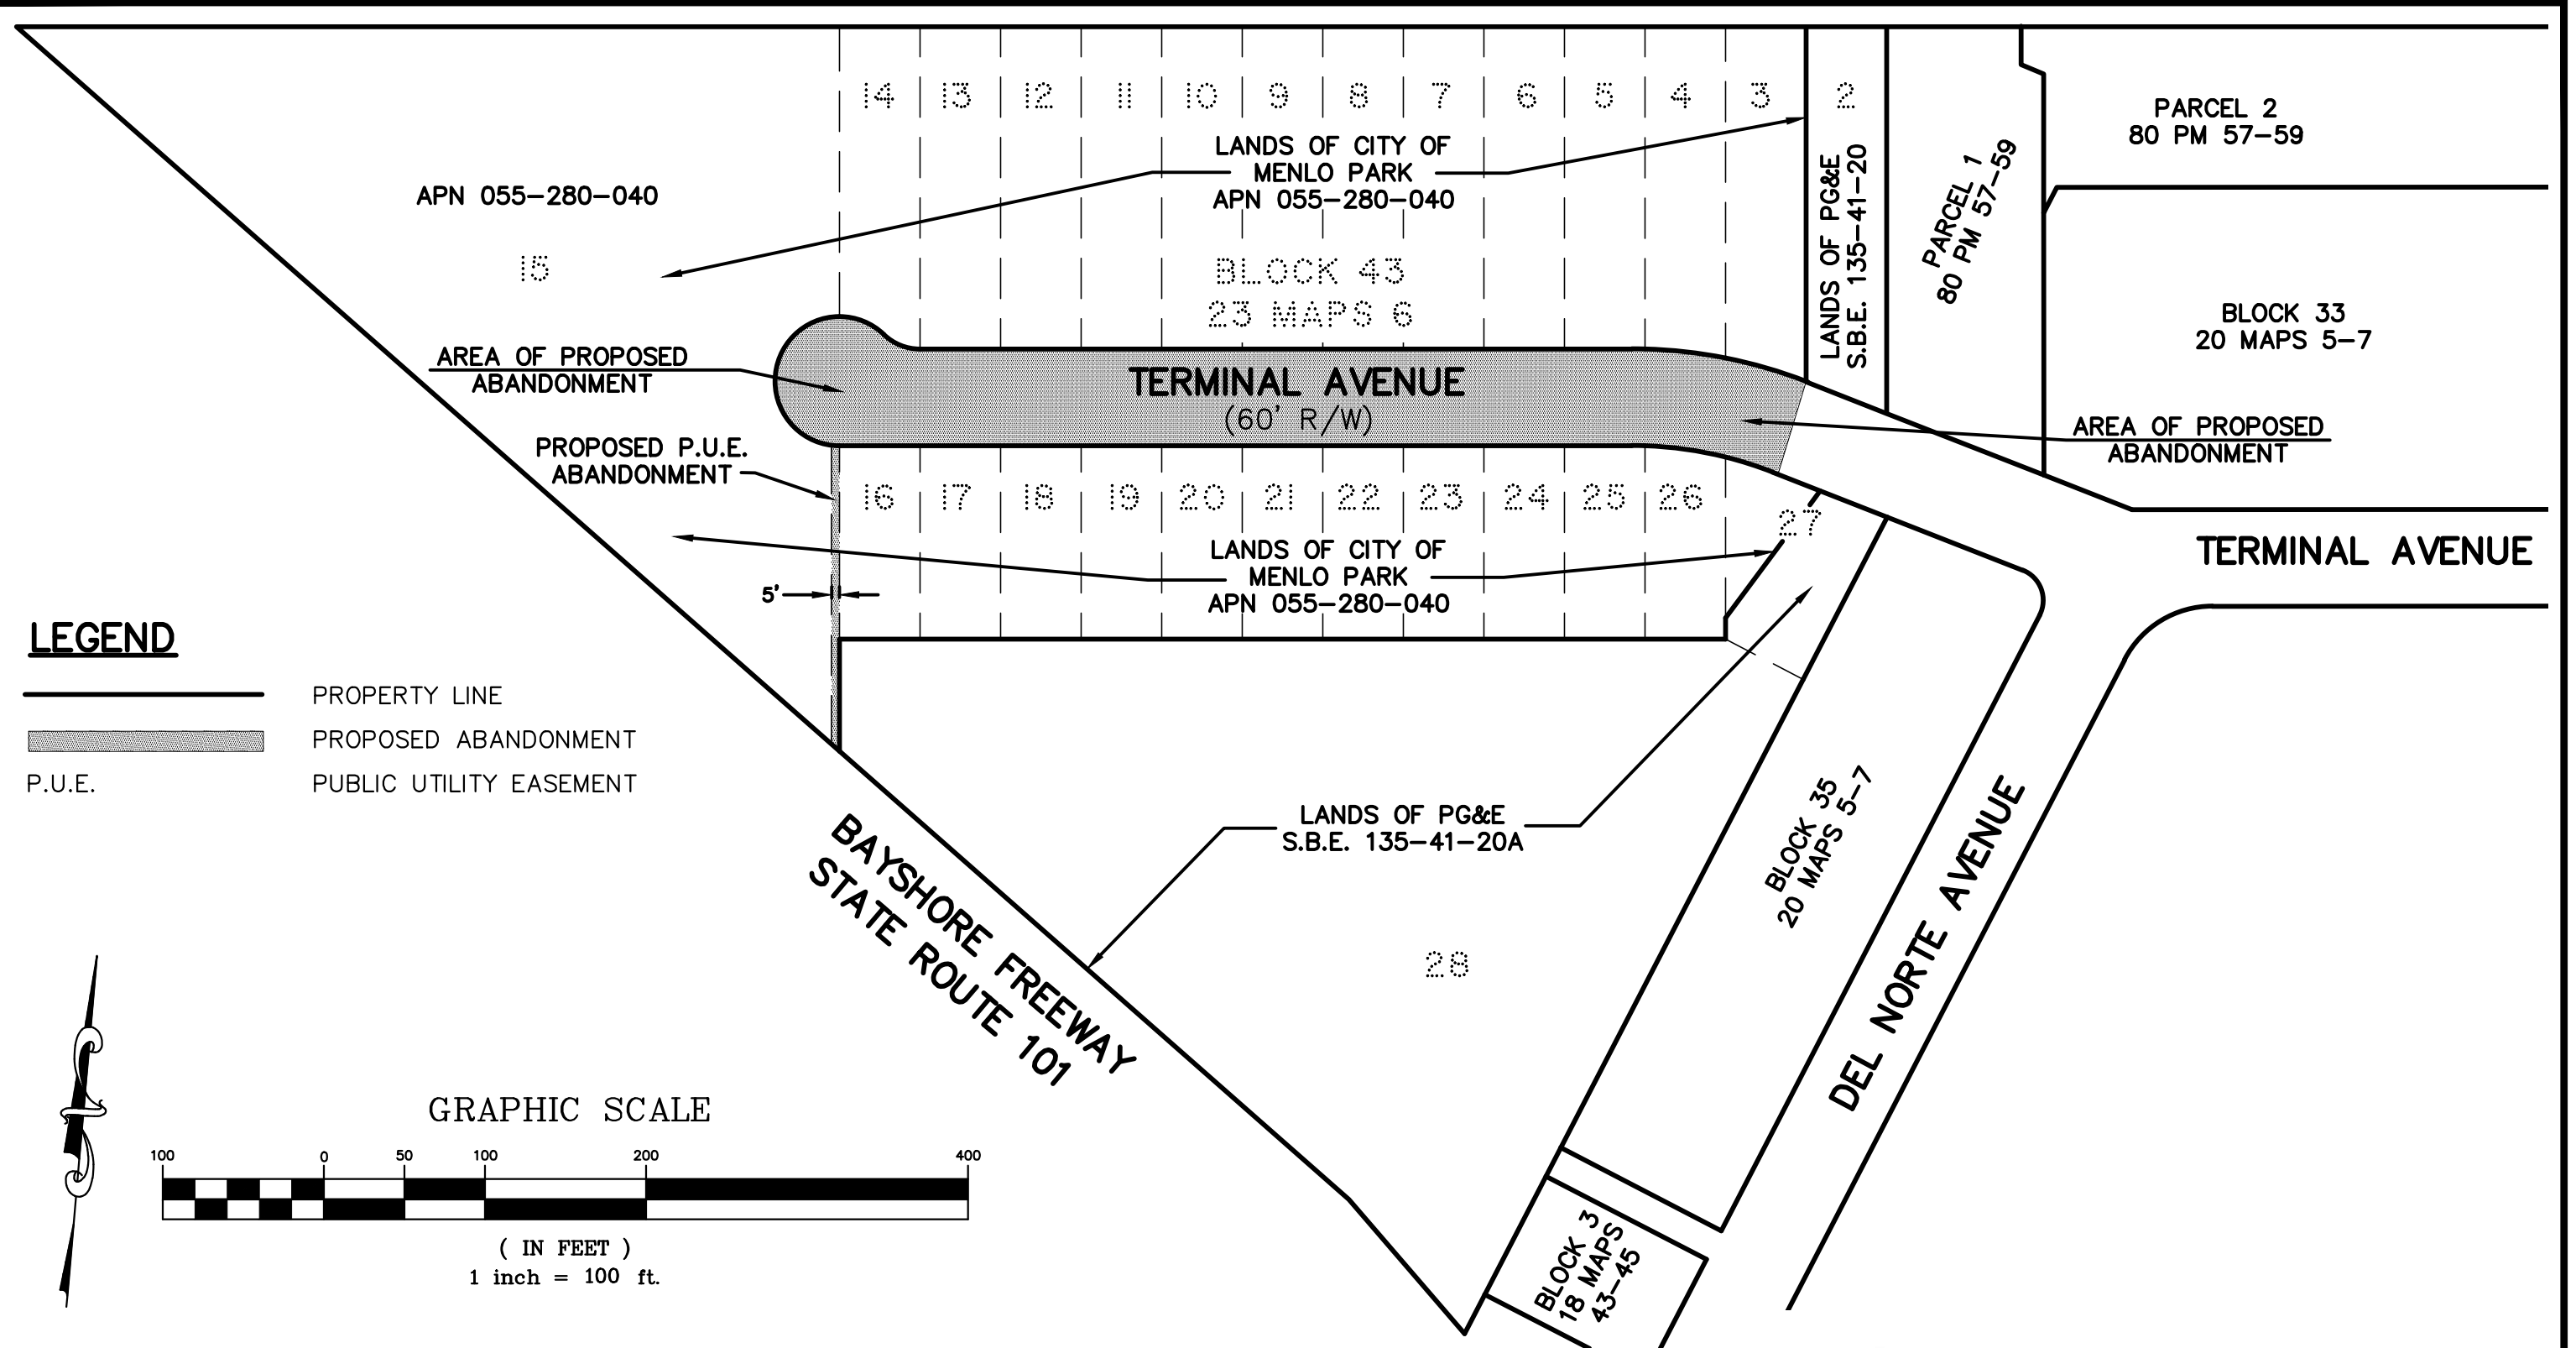 14 13 12 11 10 9 8 7 6 5 4 3 2
LANDS OF CITY OF
MENLO PARK
APN 055-280-040
APN 055-280-040
15
BLOCK 43
23 MAPS 6
LANDS OF PG&E
S.B.E. 135-41-20
PARCEL 1
80 PM 57-59
PARCEL 2
80 PM 57-59
BLOCK 33
20 MAPS 5-7
AREA OF PROPOSED
ABANDONMENT
TERMINAL AVENUE
(60' R/W)
AREA OF PROPOSED
ABANDONMENT
PROPOSED P.U.E.
ABANDONMENT
16 17 18 19 20 21 22 23 24 25 26 27
TERMINAL AVENUE
LANDS OF CITY OF
MENLO PARK
APN 055-280-040
5'
LEGEND
PROPERTY LINE
PROPOSED ABANDONMENT
P.U.E. PUBLIC UTILITY EASEMENT
LANDS OF PG&E
S.B.E. 135-41-20A
BLOCK 35
20 MAPS 5-7
DEL NORTE AVENUE
BAYSHORE FREEWAY
STATE ROUTE 101
28
GRAPHIC SCALE
100 0 50 100 200 400
( IN FEET )
1 inch = 100 ft.
BLOCK 3
18 MAPS
43-45